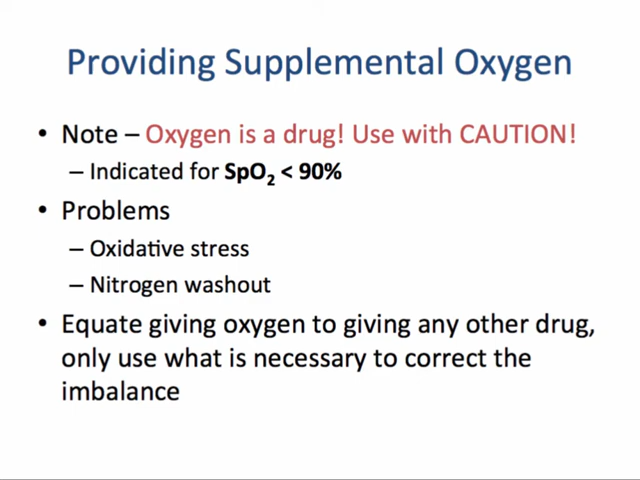 Providing Supplemental Oxygen
• Note – Oxygen is a drug! Use with CAUTION!
– Indicated for SpO₂ < 90%
• Problems
– Oxidative stress
– Nitrogen washout
• Equate giving oxygen to giving any other drug,
only use what is necessary to correct the
imbalance